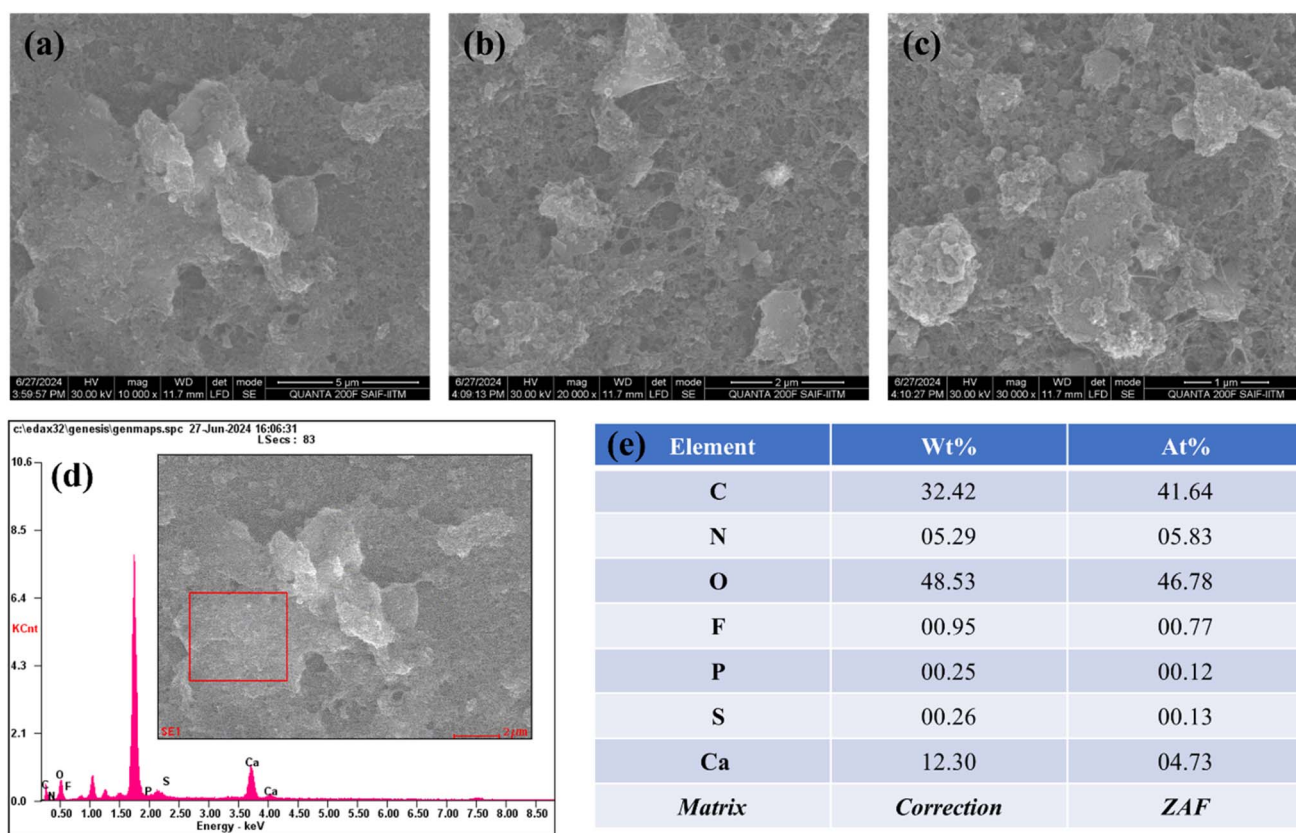 (a)
6/27/2024 HV mag WD det mode 5 µm
3:59:57 PM 30.00 kV 10 000 x 11.7 mm LFD SE QUANTA 200F SAIF-IITM
(b)
6/27/2024 HV mag WD det mode 2 µm
4:09:13 PM 30.00 kV 20 000 x 11.7 mm LFD SE QUANTA 200F SAIF-IITM
(c)
6/27/2024 HV mag WD det mode 1 µm
4:10:27 PM 30.00 kV 30 000 x 11.7 mm LFD SE QUANTA 200F SAIF-IITM
c:\edax32\genesis\genmaps.spc 27-Jun-2024 16:06:31
LSecs : 83
(d)
10.6
8.5
6.4
KCnt
4.3
2.1
0.0
SE1 2 µm
C
N
O
F
P
S
Ca
Ca
0.50 1.00 1.50 2.00 2.50 3.00 3.50 4.00 4.50 5.00 5.50 6.00 6.50 7.00 7.50 8.00 8.50
Energy - keV
(e) Element Wt% At%
C 32.42 41.64
N 05.29 05.83
O 48.53 46.78
F 00.95 00.77
P 00.25 00.12
S 00.26 00.13
Ca 12.30 04.73
Matrix Correction ZAF